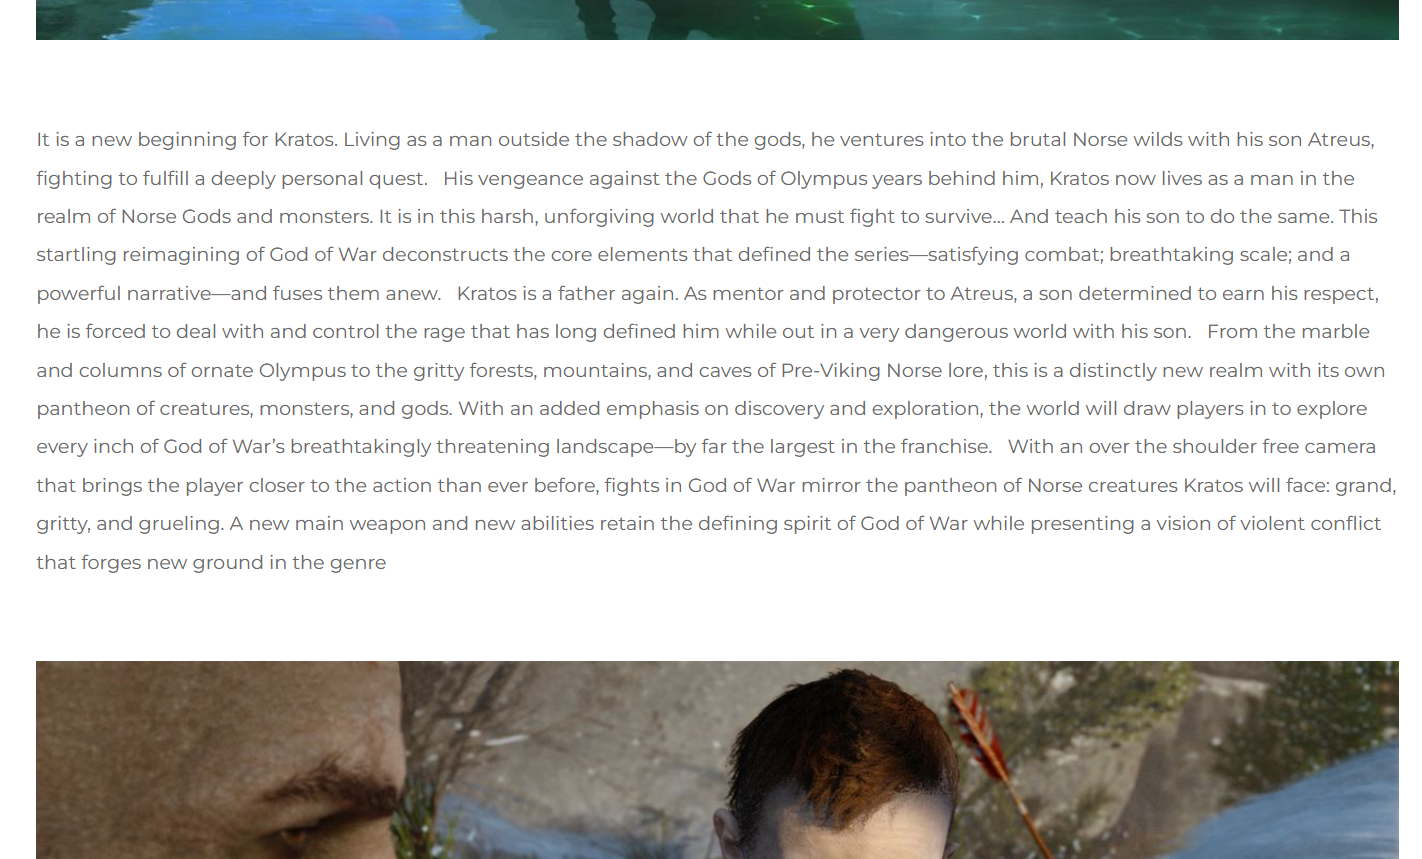 It is a new beginning for Kratos. Living as a man outside the shadow of the gods, he ventures into the brutal Norse wilds with his son Atreus,
fighting to fulfill a deeply personal quest.   His vengeance against the Gods of Olympus years behind him, Kratos now lives as a man in the
realm of Norse Gods and monsters. It is in this harsh, unforgiving world that he must fight to survive… And teach his son to do the same. This
startling reimagining of God of War deconstructs the core elements that defined the series—satisfying combat; breathtaking scale; and a
powerful narrative—and fuses them anew.   Kratos is a father again. As mentor and protector to Atreus, a son determined to earn his respect,
he is forced to deal with and control the rage that has long defined him while out in a very dangerous world with his son.   From the marble
and columns of ornate Olympus to the gritty forests, mountains, and caves of Pre-Viking Norse lore, this is a distinctly new realm with its own
pantheon of creatures, monsters, and gods. With an added emphasis on discovery and exploration, the world will draw players in to explore
every inch of God of War’s breathtakingly threatening landscape—by far the largest in the franchise.   With an over the shoulder free camera
that brings the player closer to the action than ever before, fights in God of War mirror the pantheon of Norse creatures Kratos will face: grand,
gritty, and grueling. A new main weapon and new abilities retain the defining spirit of God of War while presenting a vision of violent conflict
that forges new ground in the genre